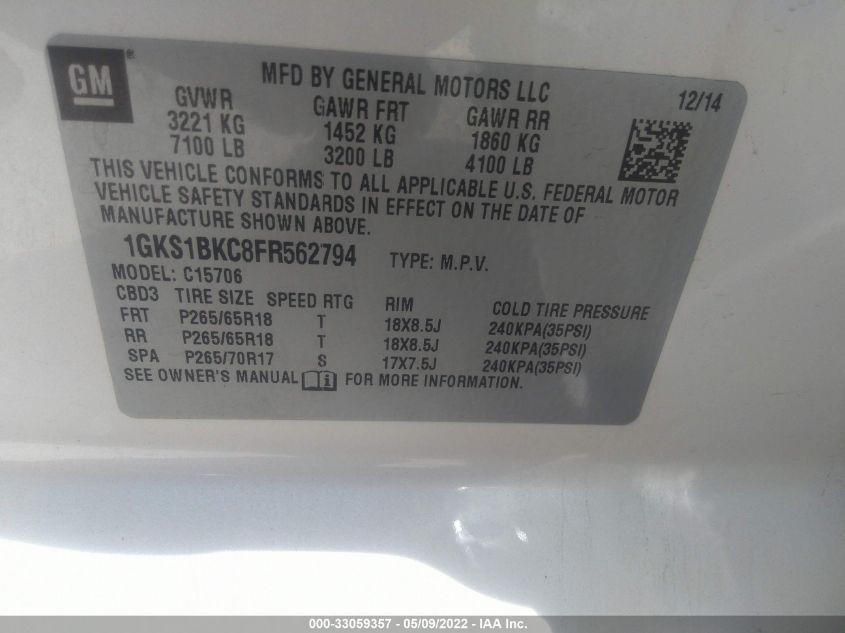 GM ®
MFD BY GENERAL MOTORS LLC
12/14
GVWR GAWR FRT GAWR RR
3221 KG 1452 KG 1860 KG
7100 LB 3200 LB 4100 LB
THIS VEHICLE CONFORMS TO ALL APPLICABLE U.S. FEDERAL MOTOR
VEHICLE SAFETY STANDARDS IN EFFECT ON THE DATE OF
MANUFACTURE SHOWN ABOVE.
1GKS1BKC8FR562794 TYPE: M.P.V.
MODEL: C15706
CBD3 TIRE SIZE SPEED RTG RIM COLD TIRE PRESSURE
FRT P265/65R18 T 18X8.5J 240KPA(35PSI)
RR P265/65R18 T 18X8.5J 240KPA(35PSI)
SPA P265/70R17 S 17X7.5J 240KPA(35PSI)
SEE OWNER'S MANUAL FOR MORE INFORMATION.
000-33059357 - 05/09/2022 - IAA Inc.